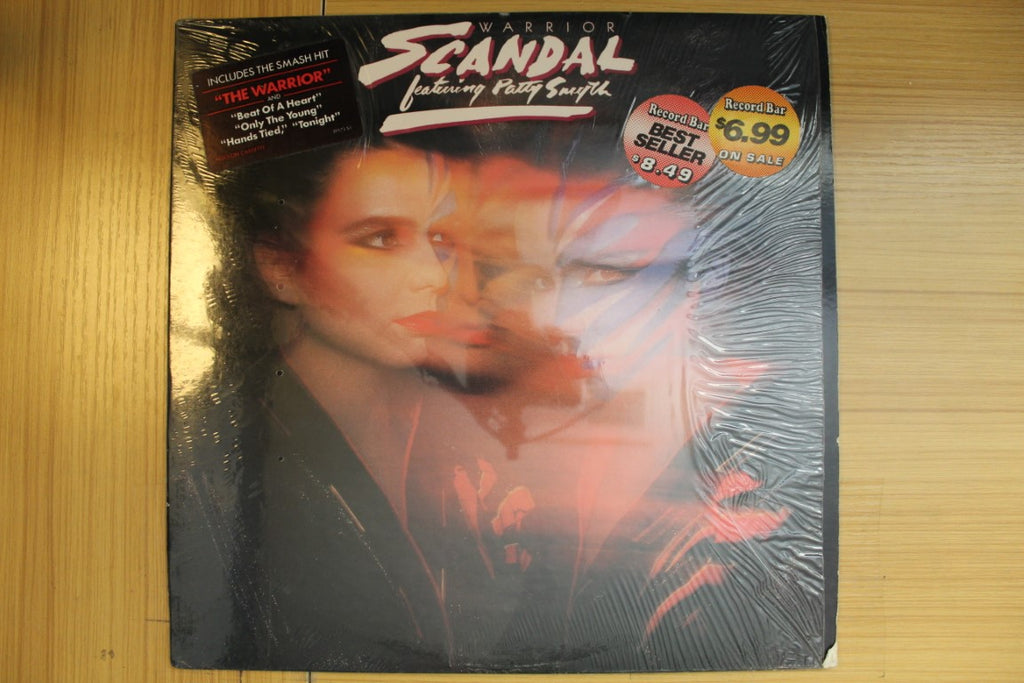 WARRIOR
SCANDAL
featuring Patty Smyth
INCLUDES THE SMASH HIT
"THE WARRIOR"
AND
"Beat Of A Heart"
"Only The Young"
"Hands Tied," "Tonight"
Record Bar
BEST
SELLER
$8.49
Record Bar
$6.99
ON SALE